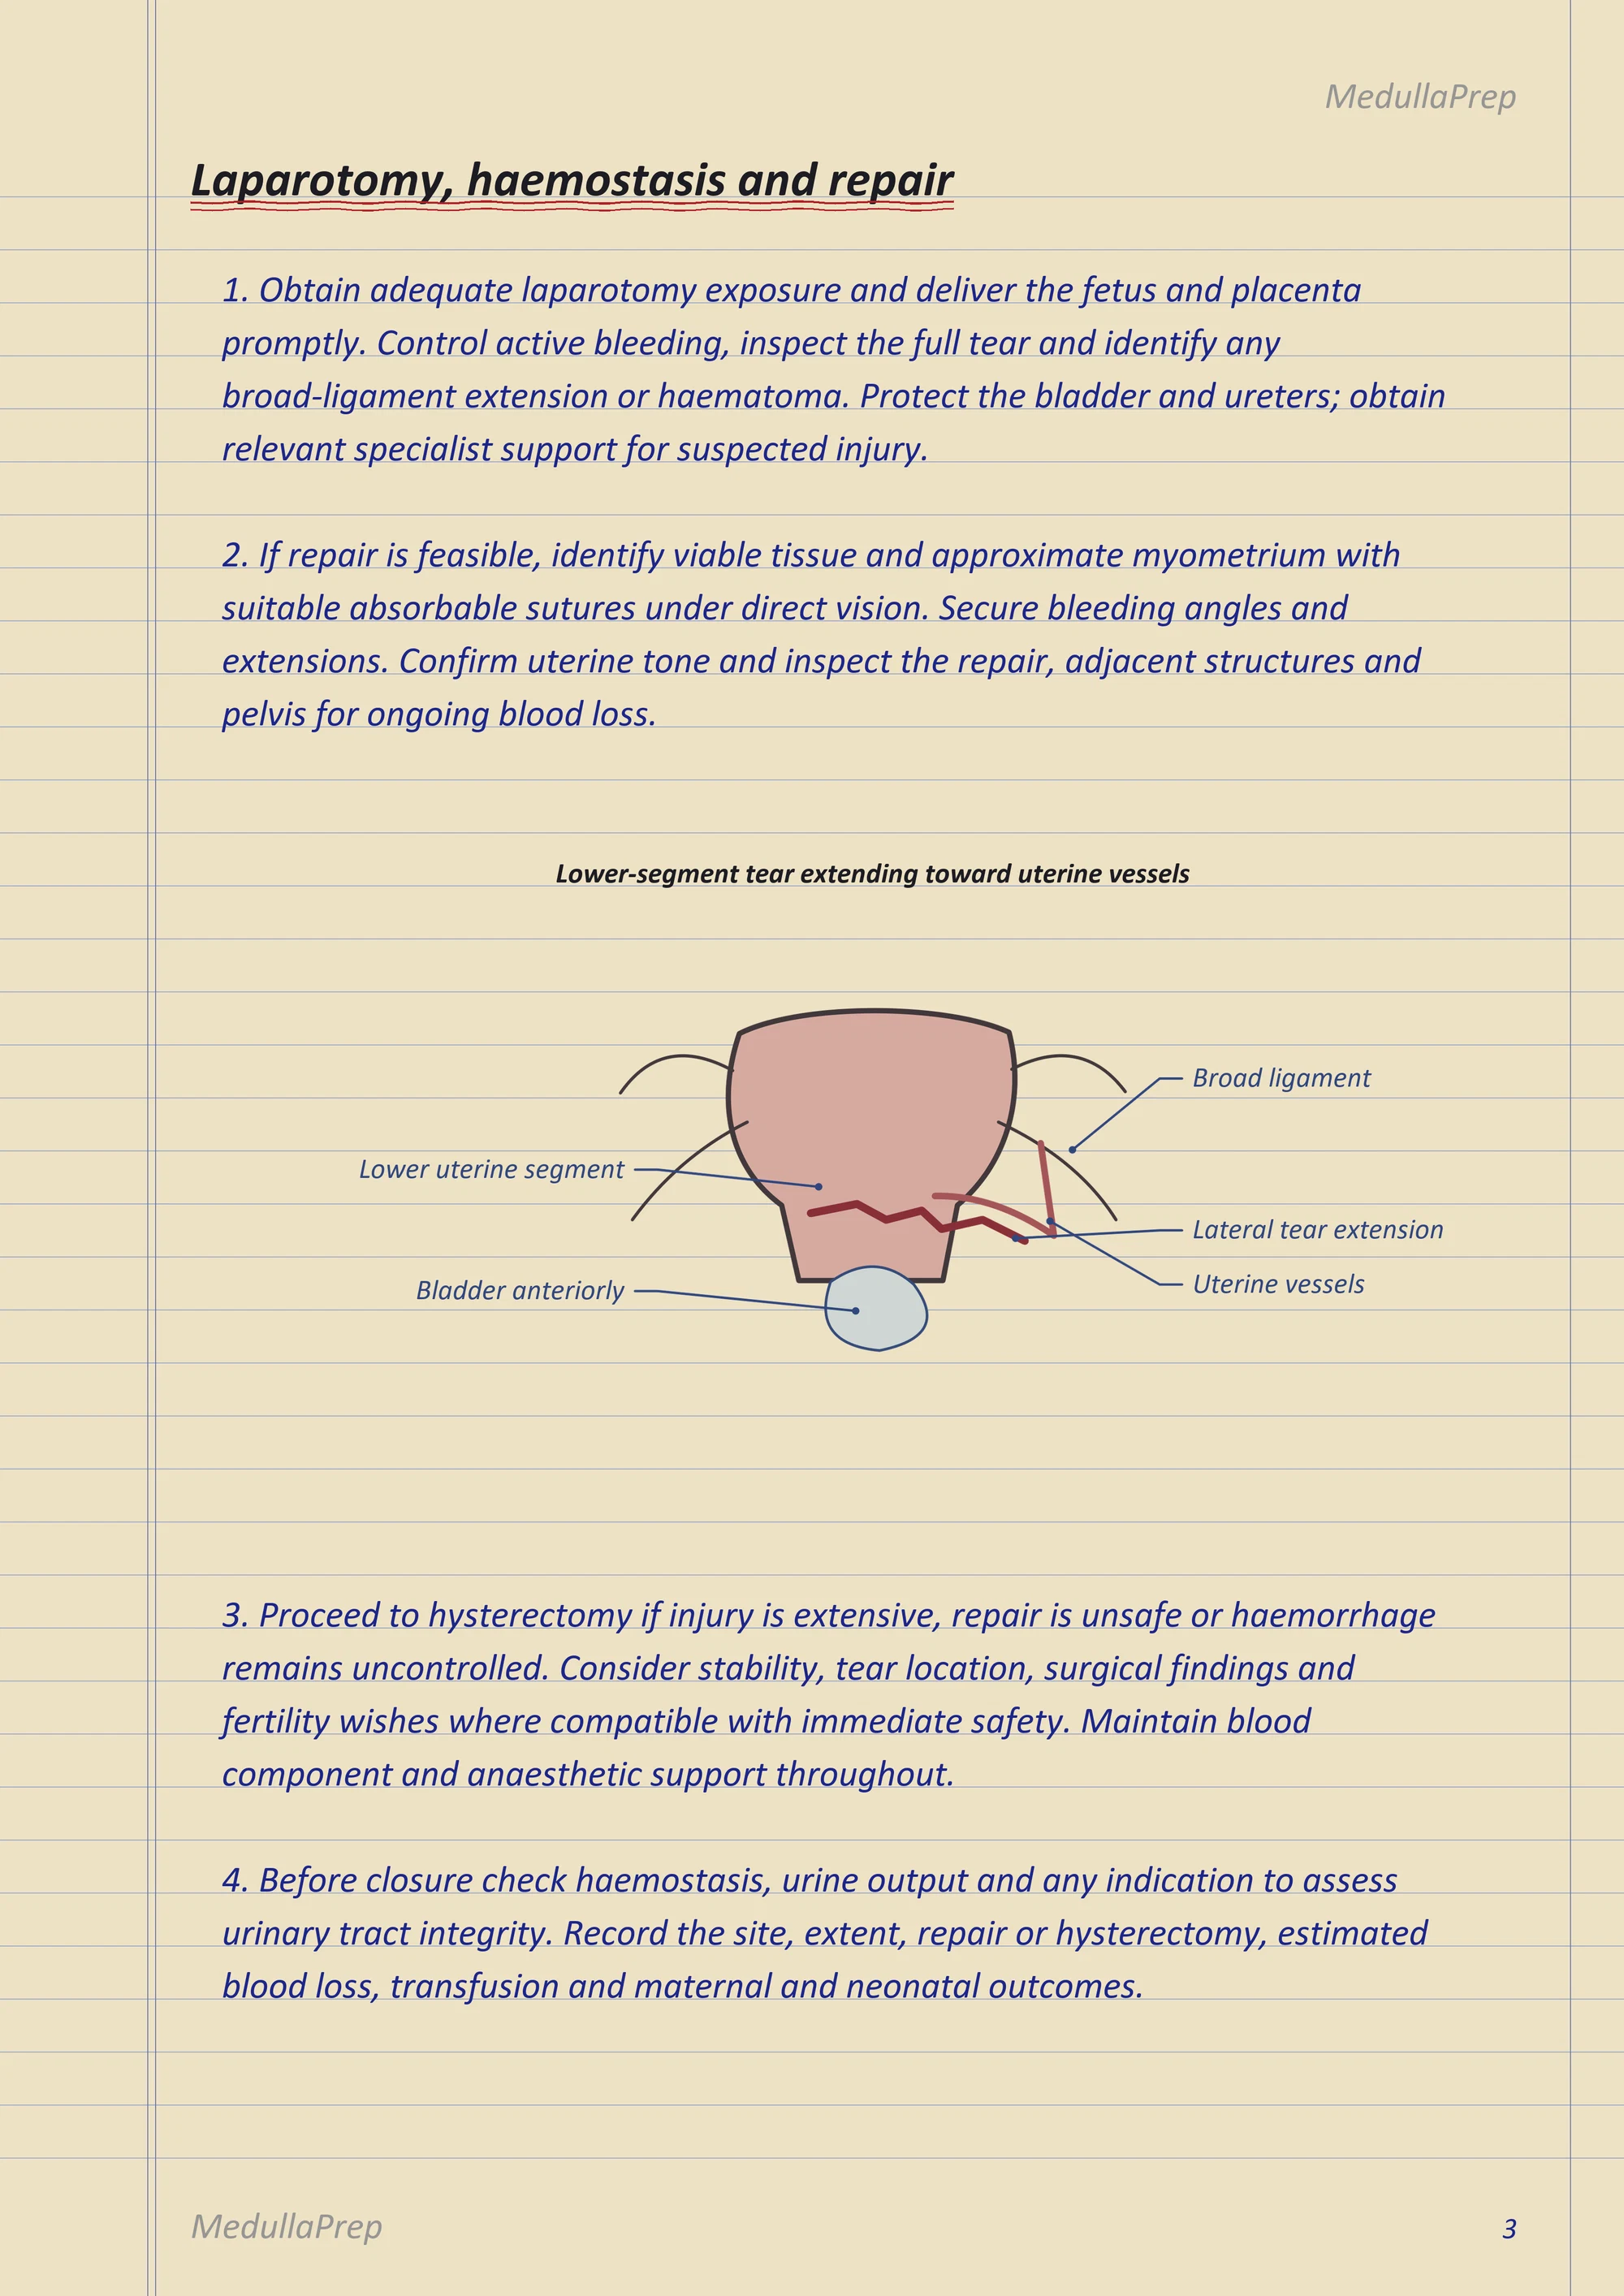 MedullaPrep
Laparotomy, haemostasis and repair
1. Obtain adequate laparotomy exposure and deliver the fetus and placenta
promptly. Control active bleeding, inspect the full tear and identify any
broad-ligament extension or haematoma. Protect the bladder and ureters; obtain
relevant specialist support for suspected injury.
2. If repair is feasible, identify viable tissue and approximate myometrium with
suitable absorbable sutures under direct vision. Secure bleeding angles and
extensions. Confirm uterine tone and inspect the repair, adjacent structures and
pelvis for ongoing blood loss.
Lower-segment tear extending toward uterine vessels
Broad ligament
Lower uterine segment
Lateral tear extension
Uterine vessels
Bladder anteriorly
3. Proceed to hysterectomy if injury is extensive, repair is unsafe or haemorrhage
remains uncontrolled. Consider stability, tear location, surgical findings and
fertility wishes where compatible with immediate safety. Maintain blood
component and anaesthetic support throughout.
4. Before closure check haemostasis, urine output and any indication to assess
urinary tract integrity. Record the site, extent, repair or hysterectomy, estimated
blood loss, transfusion and maternal and neonatal outcomes.
MedullaPrep
3